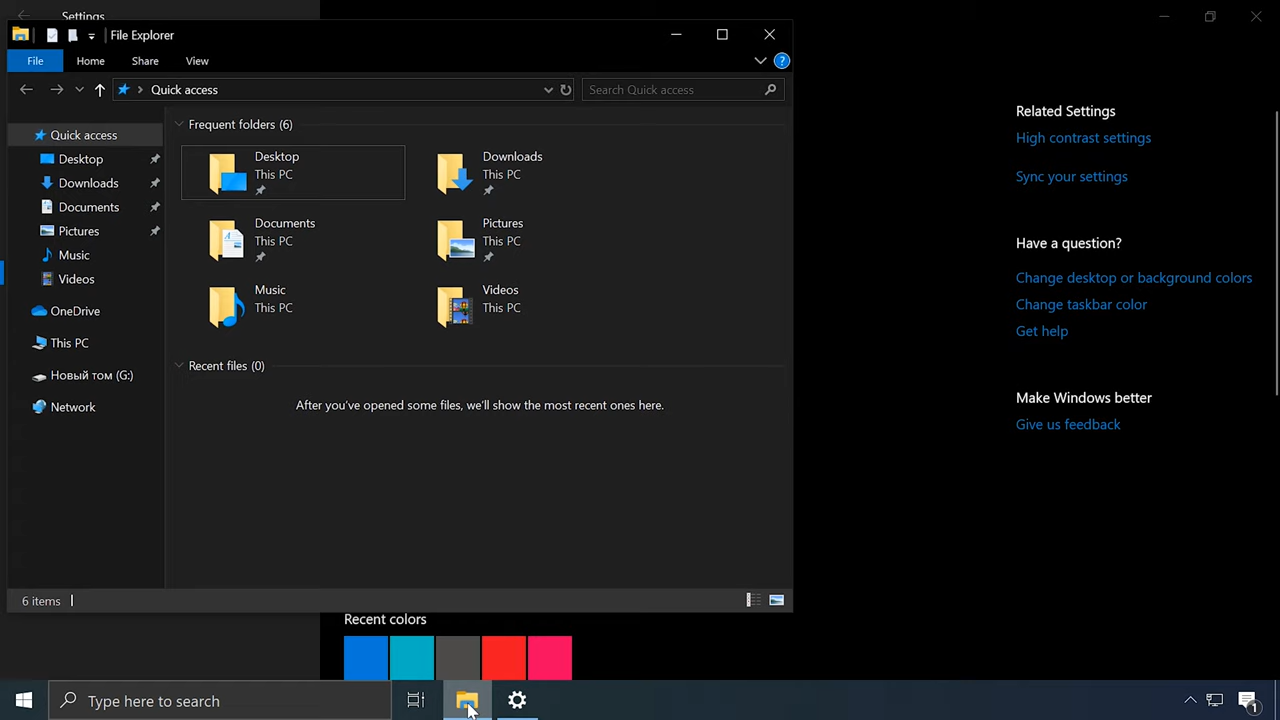 Settings
File Explorer
File
Home
Share
View
?
Quick access
Search Quick access
Quick access
Desktop
Downloads
Documents
Pictures
Music
Videos
OneDrive
This PC
Новый том (G:)
Network
Frequent folders (6)
Desktop
This PC
Downloads
This PC
Documents
This PC
Pictures
This PC
Music
This PC
Videos
This PC
Recent files (0)
After you've opened some files, we'll show the most recent ones here.
6 items
Related Settings
High contrast settings
Sync your settings
Have a question?
Change desktop or background colors
Change taskbar color
Get help
Make Windows better
Give us feedback
Recent colors
Type here to search
1